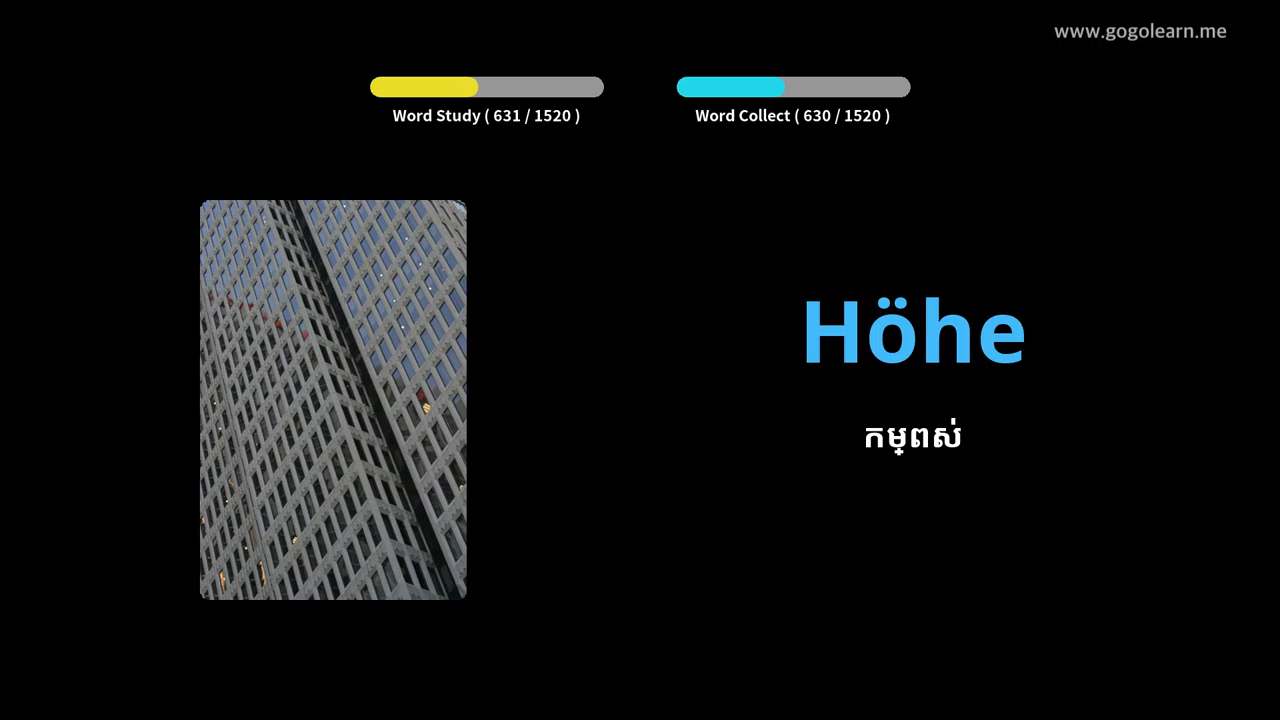 www.gogolearn.me
Word Study ( 631 / 1520 )
Word Collect ( 630 / 1520 )
Höhe
កម្ពស់